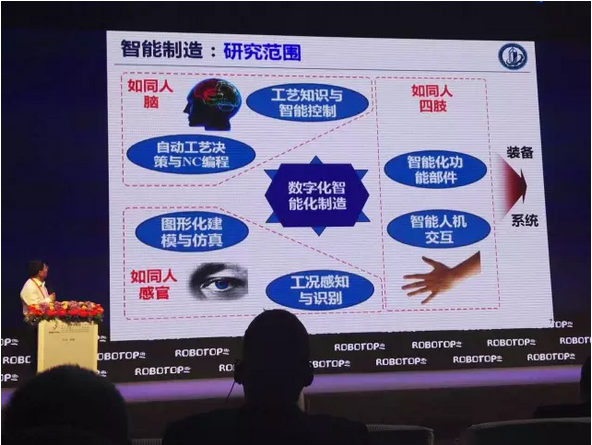 智能制造：研究范围
如同人
脑
工艺知识与
智能控制
如同人
四肢
自动工艺决
策与NC编程
智能化功
能部件
装备
数字化智
能化制造
图形化建
模与仿真
智能人机
交互
系统
如同人
感官
工况感知
与识别
ROBOTOP
ROBOTOP
ROBOTOP
ROBOTOP
ROBOTOP
ROBOTOP
ROBOTOP
ROBOTOP
ROBOTOP